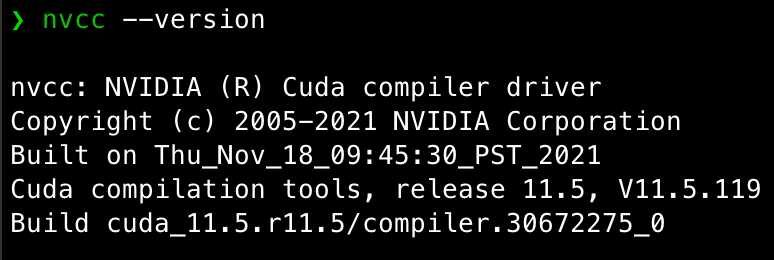 ❯ nvcc --version
nvcc: NVIDIA (R) Cuda compiler driver
Copyright (c) 2005-2021 NVIDIA Corporation
Built on Thu_Nov_18_09:45:30_PST_2021
Cuda compilation tools, release 11.5, V11.5.119
Build cuda_11.5.r11.5/compiler.30672275_0